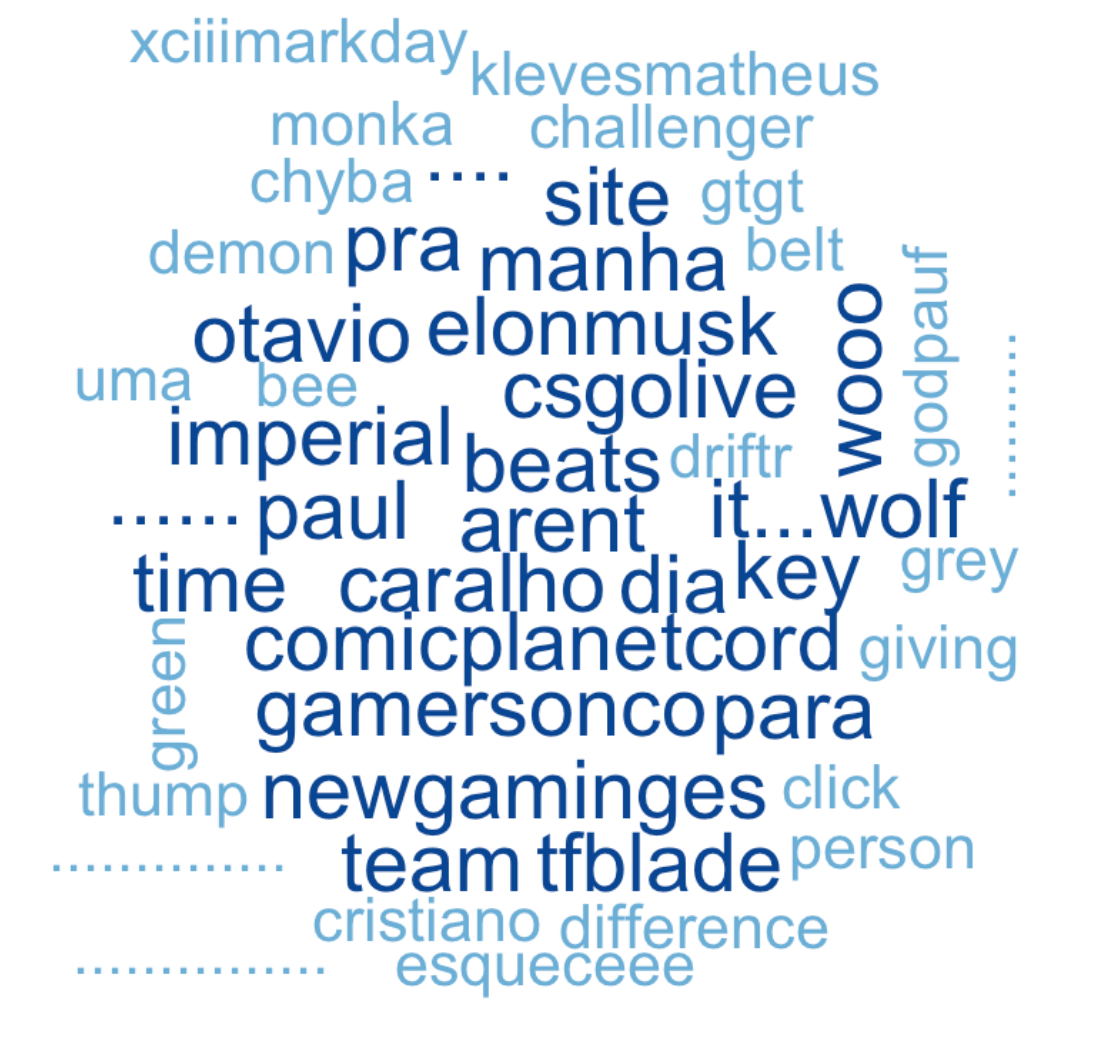 xciiimarkday
klevesmatheus
monka challenger
chyba .... site gtgt
demon pra manha belt
otavio elonmusk wooo godpauf
uma bee csgolive ..........
imperial beats driftr
...... paul arent it... wolf
time caralho dia key grey
comicplanetcord giving
green gamersonco para
thump newgaminges click
.............. team tfblade person
cristiano difference
............... esqueceee